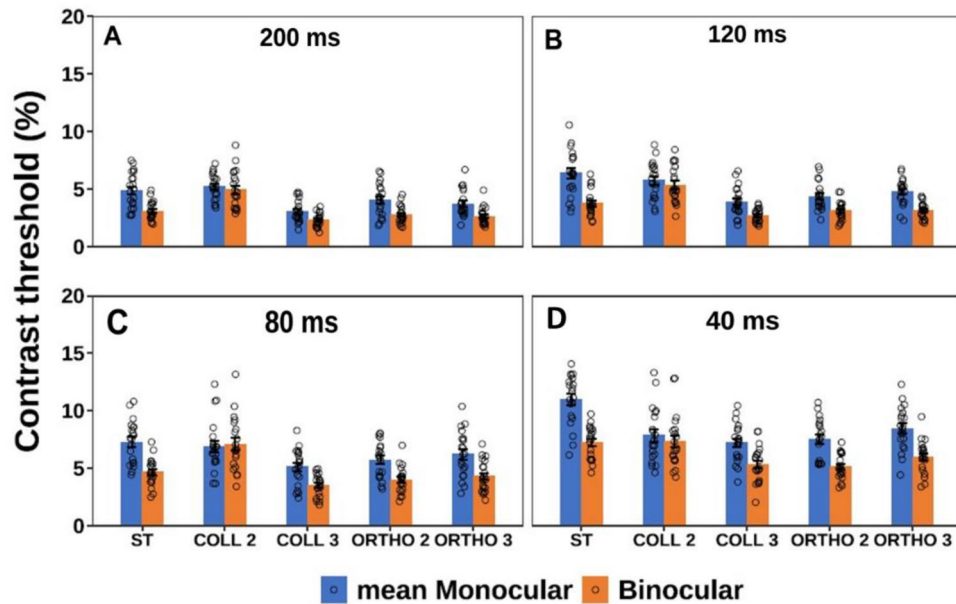 Contrast threshold (%)
A
200 ms
20
15
10
5
0
B
120 ms
C
80 ms
20
15
10
5
0
ST COLL 2 COLL 3 ORTHO 2 ORTHO 3
D
40 ms
ST COLL 2 COLL 3 ORTHO 2 ORTHO 3
mean Monocular Binocular